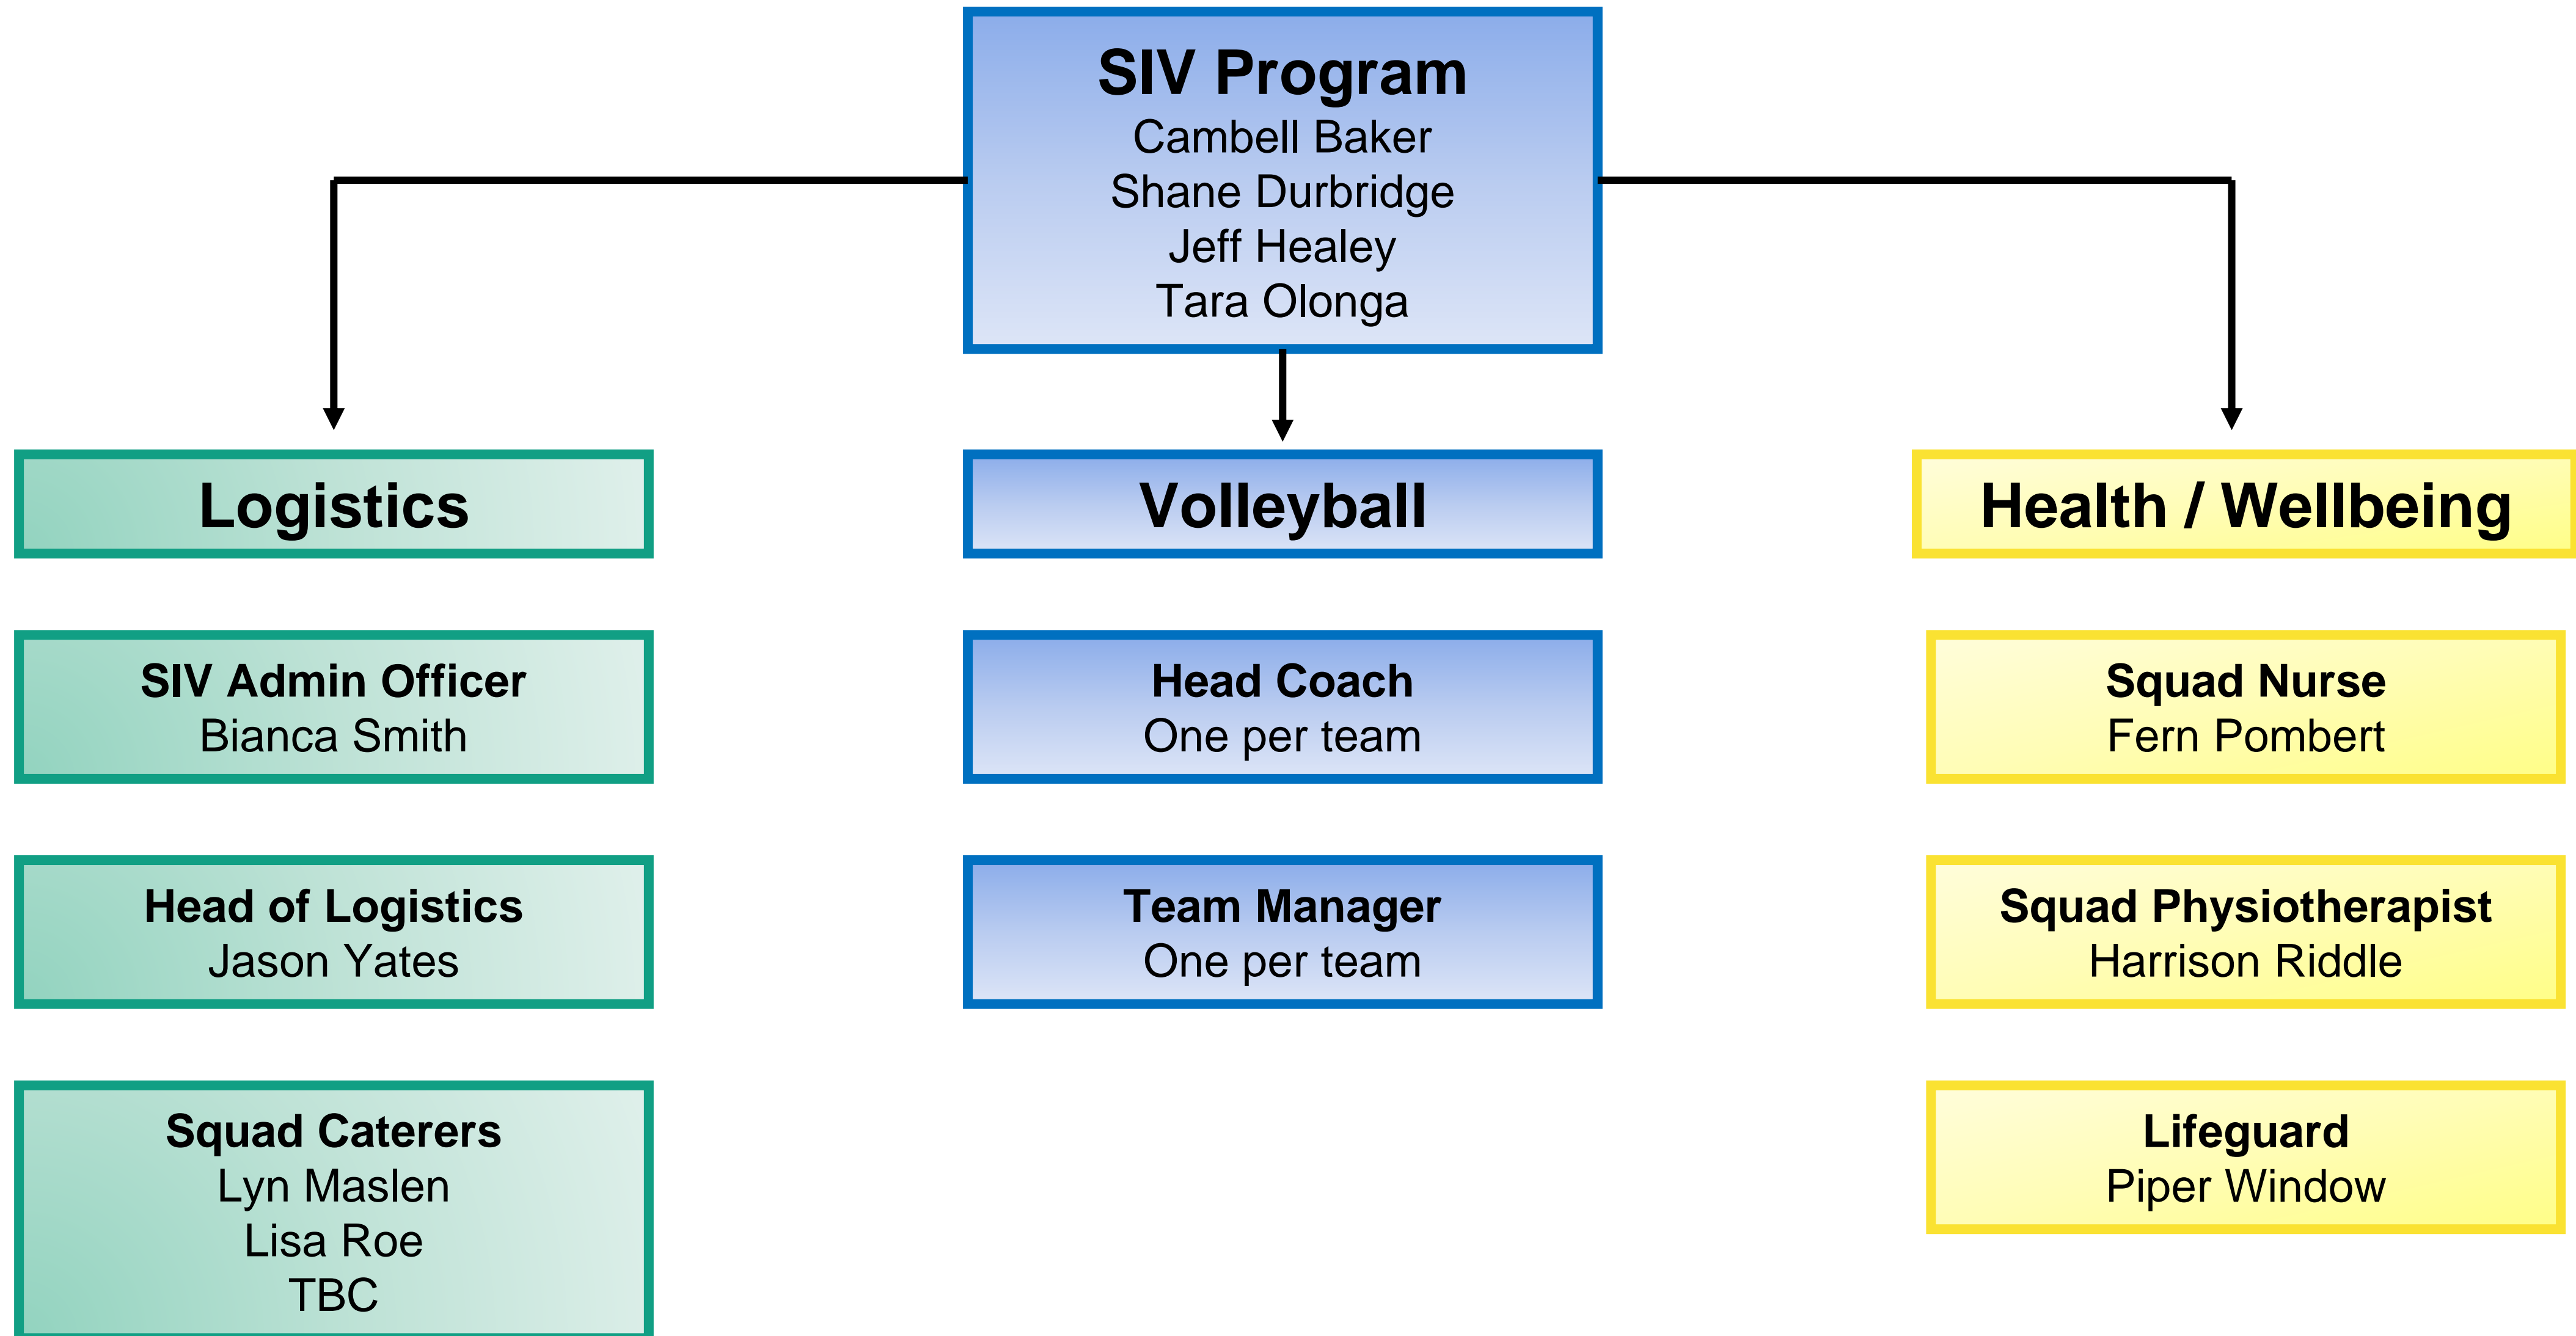 SIV Program
Cambell Baker
Shane Durbridge
Jeff Healey
Tara Olonga
Logistics
Volleyball
Health / Wellbeing
SIV Admin Officer
Bianca Smith
Head Coach
One per team
Squad Nurse
Fern Pombert
Head of Logistics
Jason Yates
Team Manager
One per team
Squad Physiotherapist
Harrison Riddle
Squad Caterers
Lyn Maslen
Lisa Roe
TBC
Lifeguard
Piper Window